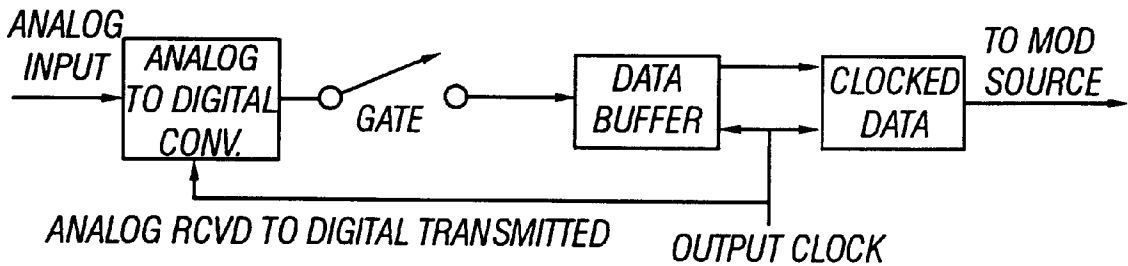 ANALOG
INPUT
ANALOG
TO DIGITAL
CONV.
GATE
DATA
BUFFER
CLOCKED
DATA
TO MOD
SOURCE
ANALOG RCVD TO DIGITAL TRANSMITTED
OUTPUT CLOCK